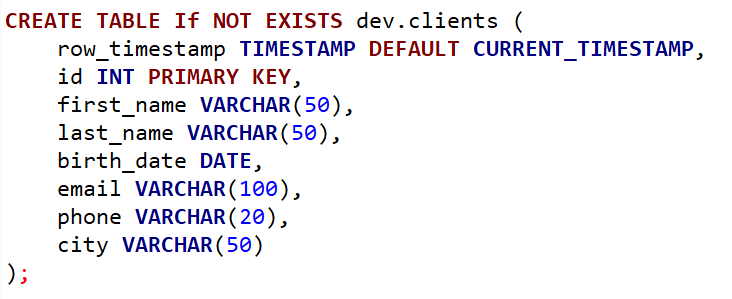 CREATE TABLE If NOT EXISTS dev.clients (
    row_timestamp TIMESTAMP DEFAULT CURRENT_TIMESTAMP,
    id INT PRIMARY KEY,
    first_name VARCHAR(50),
    last_name VARCHAR(50),
    birth_date DATE,
    email VARCHAR(100),
    phone VARCHAR(20),
    city VARCHAR(50)
);